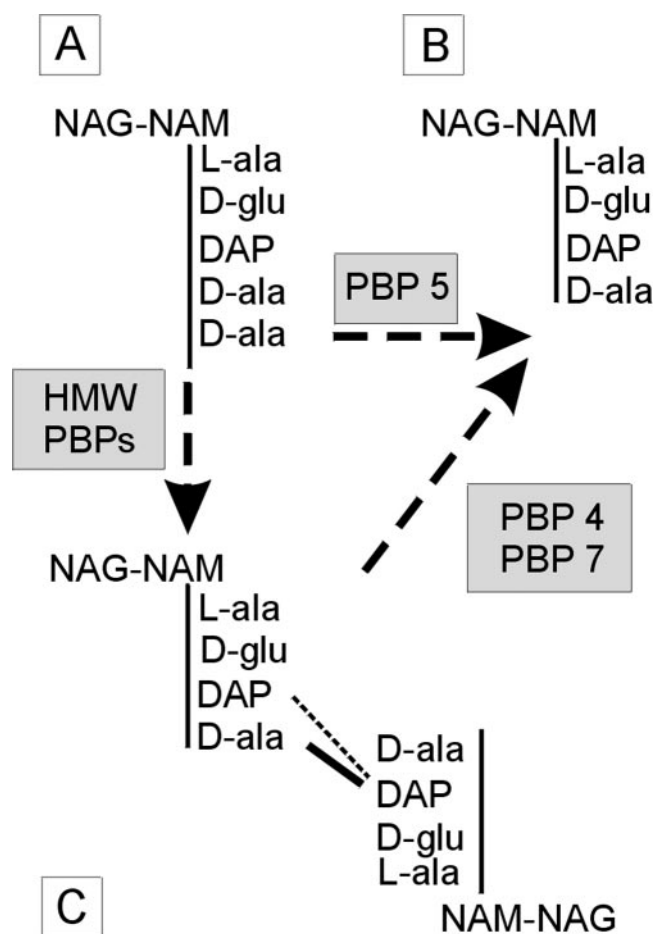 A
B
NAG-NAM
L-ala
D-glu
DAP
D-ala
D-ala
NAG-NAM
L-ala
D-glu
DAP
D-ala
PBP 5
HMW
PBPs
PBP 4
PBP 7
NAG-NAM
L-ala
D-glu
DAP
D-ala
D-ala
DAP
D-glu
L-ala
NAM-NAG
C